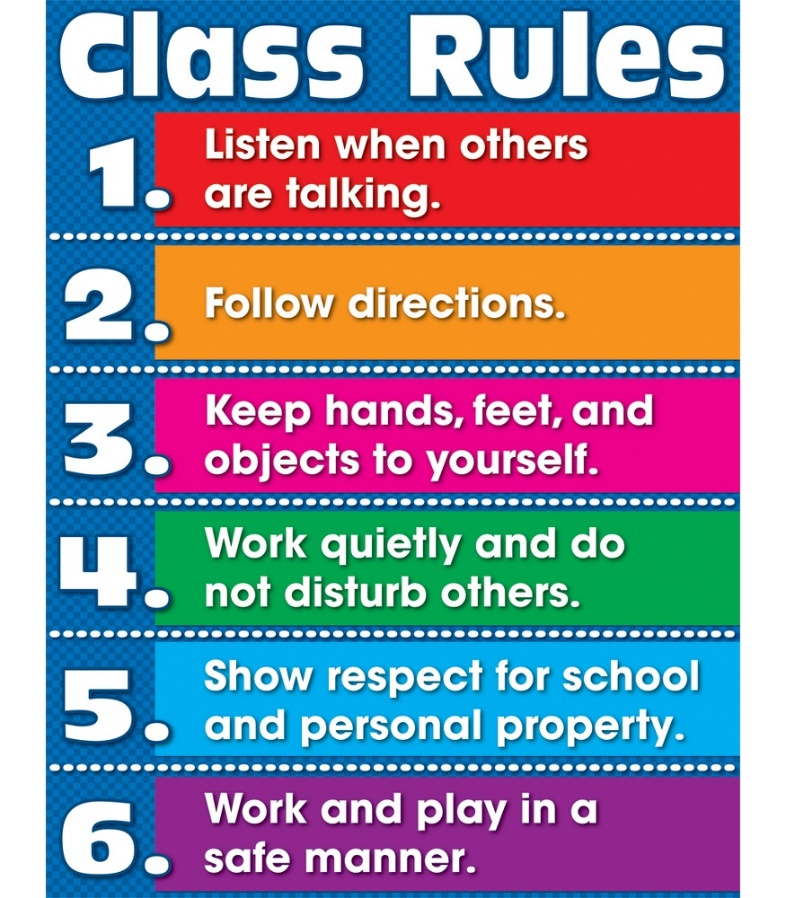 Class Rules
1. Listen when others
are talking.
2. Follow directions.
3. Keep hands, feet, and
objects to yourself.
4. Work quietly and do
not disturb others.
5. Show respect for school
and personal property.
6. Work and play in a
safe manner.